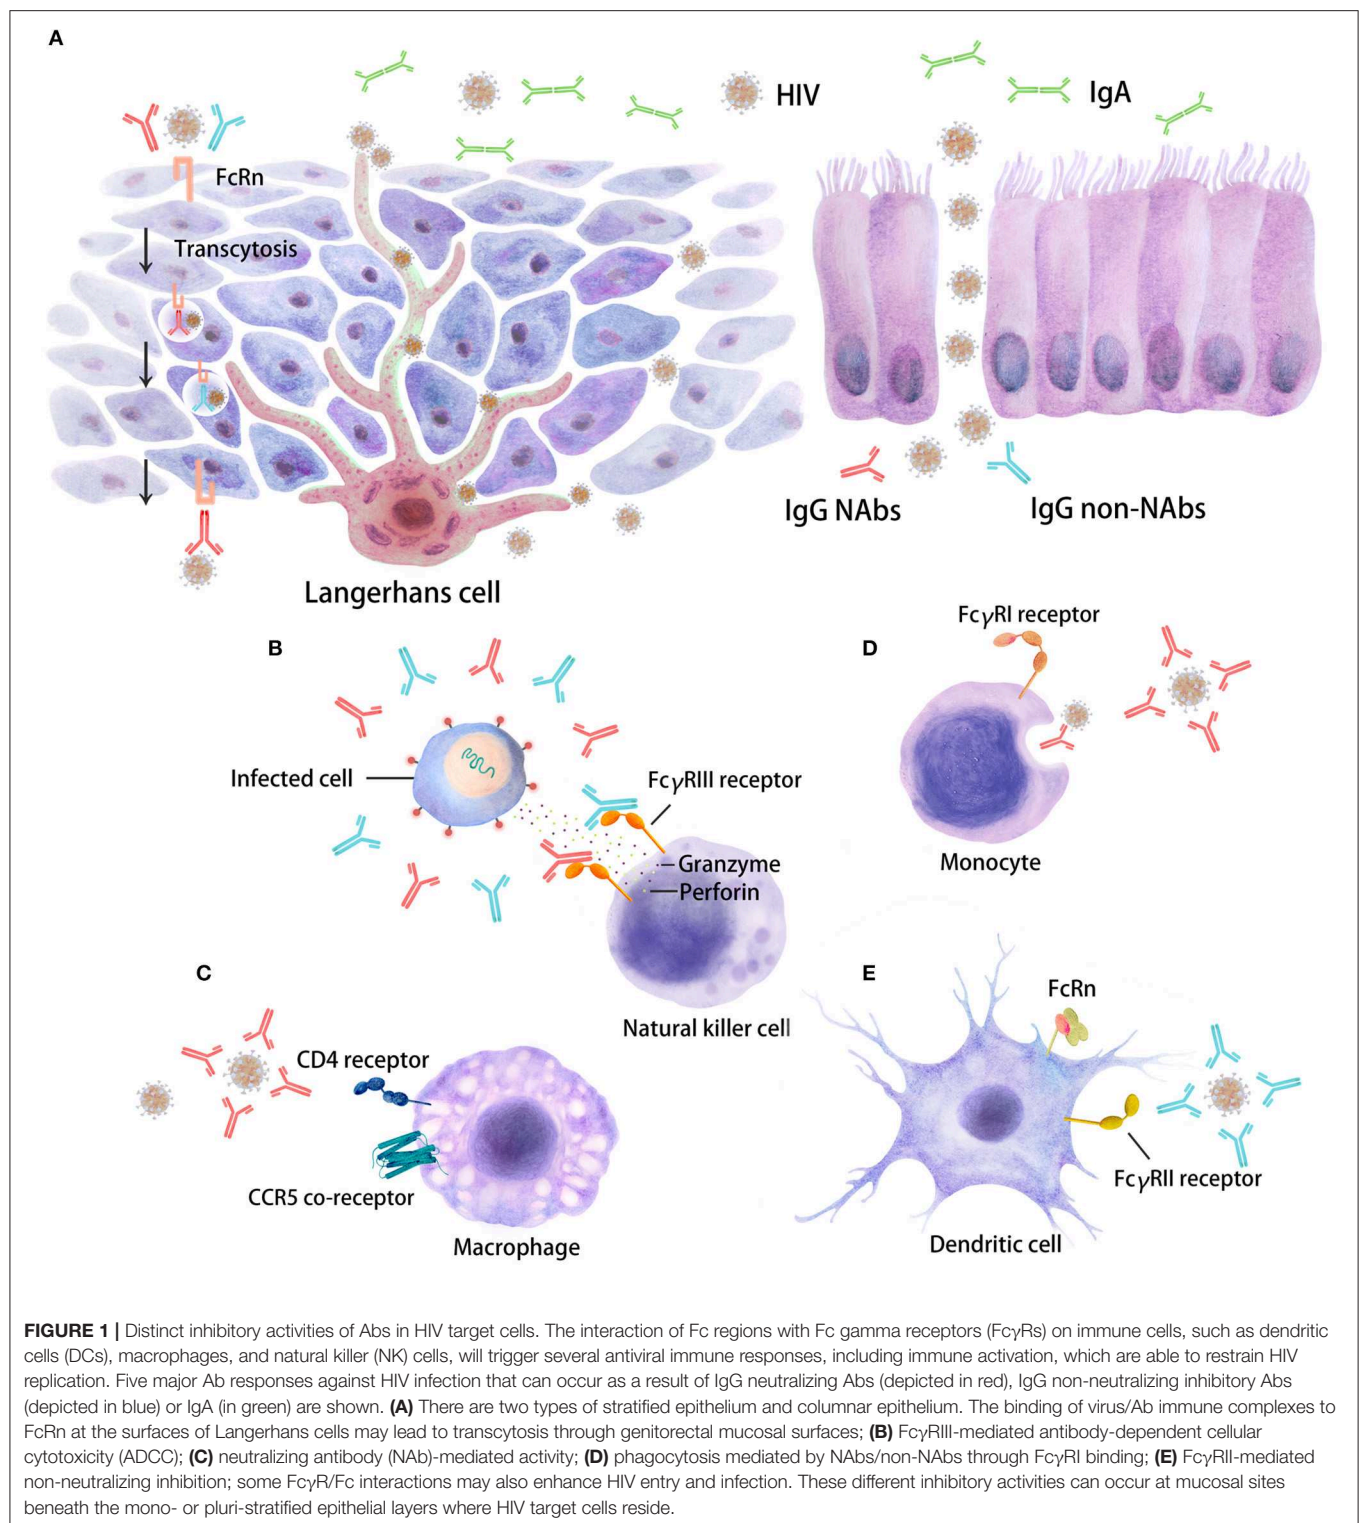 A
HIV
IgA
FcRn
Transcytosis
IgG NAbs
IgG non-NAbs
Langerhans cell
B
Infected cell
FcγRIII receptor
Granzyme
Perforin
Natural killer cell
D
FcγRI receptor
Monocyte
C
CD4 receptor
CCR5 co-receptor
Macrophage
E
FcRn
FcγRII receptor
Dendritic cell
FIGURE 1 | Distinct inhibitory activities of Abs in HIV target cells. The interaction of Fc regions with Fc gamma receptors (FcγRs) on immune cells, such as dendritic
cells (DCs), macrophages, and natural killer (NK) cells, will trigger several antiviral immune responses, including immune activation, which are able to restrain HIV
replication. Five major Ab responses against HIV infection that can occur as a result of IgG neutralizing Abs (depicted in red), IgG non-neutralizing inhibitory Abs
(depicted in blue) or IgA (in green) are shown. (A) There are two types of stratified epithelium and columnar epithelium. The binding of virus/Ab immune complexes to
FcRn at the surfaces of Langerhans cells may lead to transcytosis through genitorectal mucosal surfaces; (B) FcγRIII-mediated antibody-dependent cellular
cytotoxicity (ADCC); (C) neutralizing antibody (NAb)-mediated activity; (D) phagocytosis mediated by NAbs/non-NAbs through FcγRI binding; (E) FcγRII-mediated
non-neutralizing inhibition; some FcγR/Fc interactions may also enhance HIV entry and infection. These different inhibitory activities can occur at mucosal sites
beneath the mono- or pluri-stratified epithelial layers where HIV target cells reside.